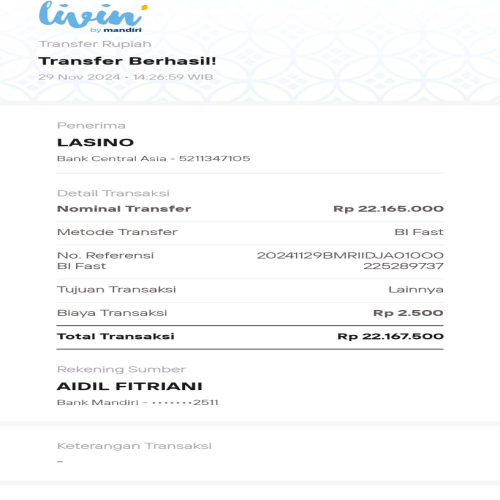 livin'
by mandiri
Transfer Rupiah
Transfer Berhasil!
29 Nov 2024 • 14:26:59 WIB
Penerima
LASINO
Bank Central Asia - 5211347105
Detail Transaksi
Nominal Transfer Rp 22.165.000
Metode Transfer BI Fast
No. Referensi 20241129BMRIIDJA01OOO
BI Fast 225289737
Tujuan Transaksi Lainnya
Biaya Transaksi Rp 2.500
Total Transaksi Rp 22.167.500
Rekening Sumber
AIDIL FITRIANI
Bank Mandiri - •••••••2511
Keterangan Transaksi
-